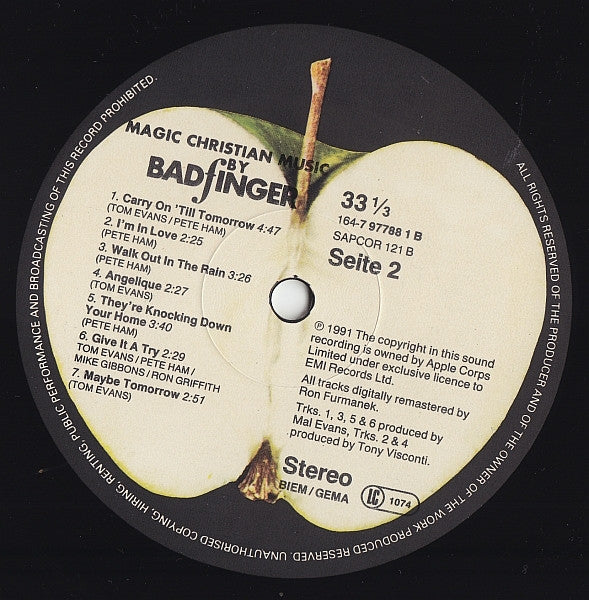 MAGIC CHRISTIAN MUSIC
BY
BADfINGER
1. Carry On 'Till Tomorrow 4:47
(TOM EVANS / PETE HAM)
2. I'm In Love 2:25
(PETE HAM)
3. Walk Out In The Rain 3:26
(PETE HAM)
4. Angelique 2:27
(TOM EVANS)
5. They're Knocking Down
Your Home 3:40
(PETE HAM)
6. Give It A Try 2:29
TOM EVANS / PETE HAM /
MIKE GIBBONS / RON GRIFFITH
7. Maybe Tomorrow 2:51
(TOM EVANS)
33 1/3
164-7 97788 1 B
SAPCOR 121 B
Seite 2
℗ 1991 The copyright in this sound
recording is owned by Apple Corps
Limited under exclusive licence to
EMI Records Ltd.
All tracks digitally remastered by
Ron Furmanek.
Trks. 1, 3, 5 & 6 produced by
Mal Evans, Trks. 2 & 4
produced by Tony Visconti.
Stereo
BIEM / GEMA
LC 1074
ALL RIGHTS RESERVED OF THE PRODUCER AND OF THE OWNER OF THE WORK PRODUCED RESERVED. UNAUTHORISED COPYING, HIRING, RENTING, PUBLIC PERFORMANCE AND BROADCASTING OF THIS RECORD PROHIBITED.